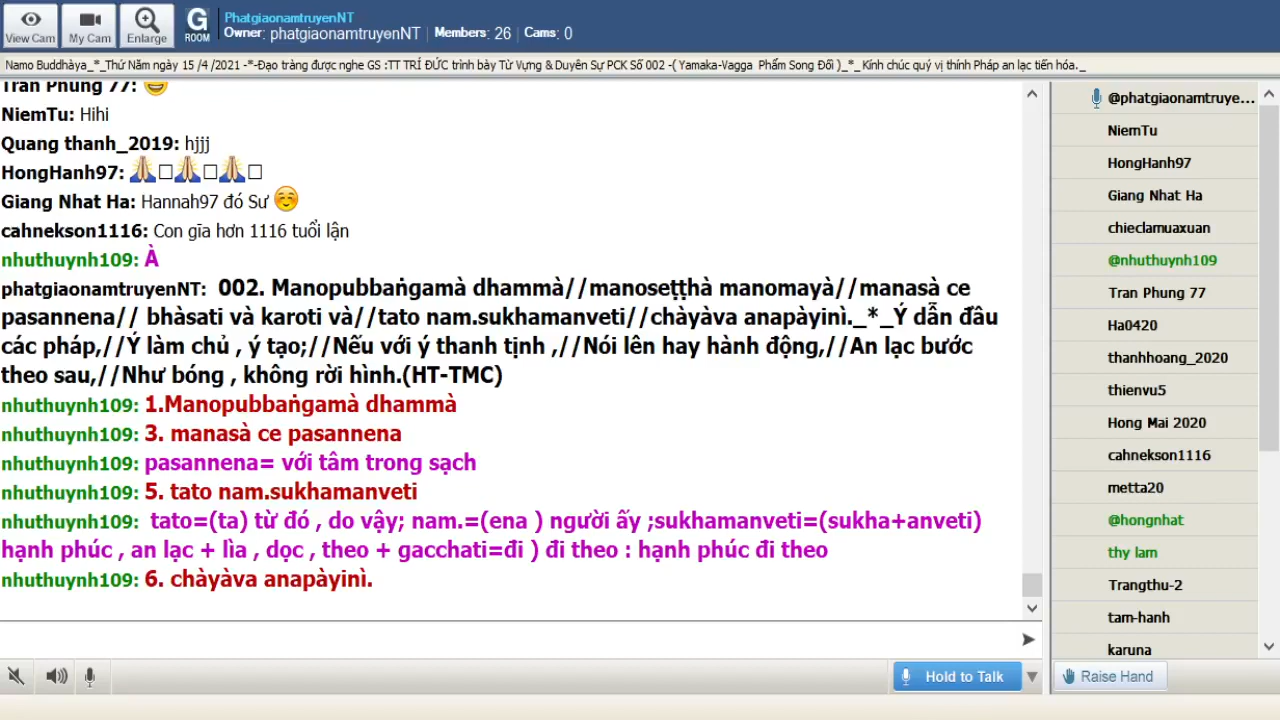 View Cam
My Cam
Enlarge
G
ROOM
PhatgiaonamtruyenNT
Owner: phatgiaonamtruyenNT | Members: 26 | Cams: 0
Namo Buddhàya_*_Thứ Năm ngày 15 /4 /2021 -*-Đạo tràng được nghe GS :TT TRÍ ĐỨC trình bày Từ Vựng & Duyên Sự PCK Số 002 -( Yamaka-Vagga Phẩm Song Đối )_*_Kính chúc quý vị thính Pháp an lạc tiến hóa._
Tran Phung 77:
NiemTu: Hihi
Quang thanh_2019: hjjj
HongHanh97: 🙏□🙏□🙏□
Giang Nhat Ha: Hannah97 đó Sư ☺
cahnekson1116: Con gĩa hơn 1116 tuổi lận
nhuthuynh109: À
phatgiaonamtruyenNT: 002. Manopubbaṅgamà dhammà//manoseṭṭhà manomayà//manasà ce
pasannena// bhàsati và karoti và//tato nam.sukhamanveti//chàyàva anapàyinì._*_Ý dẫn đâu
các pháp,//Ý làm chủ , ý tạo;//Nếu với ý thanh tịnh ,//Nói lên hay hành động,//An lạc bước
theo sau,//Như bóng , không rời hình.(HT-TMC)
nhuthuynh109: 1.Manopubbaṅgamà dhammà
nhuthuynh109: 3. manasà ce pasannena
nhuthuynh109: pasannena= với tâm trong sạch
nhuthuynh109: 5. tato nam.sukhamanveti
nhuthuynh109: tato=(ta) từ đó , do vậy; nam.=(ena ) người ấy ;sukhamanveti=(sukha+anveti)
hạnh phúc , an lạc + lìa , dọc , theo + gacchati=đi ) đi theo : hạnh phúc đi theo
nhuthuynh109: 6. chàyàva anapàyinì.
Hold to Talk
@phatgiaonamtruye...
NiemTu
HongHanh97
Giang Nhat Ha
chieclamuaxuan
@nhuthuynh109
Tran Phung 77
Ha0420
thanhhoang_2020
thienvu5
Hong Mai 2020
cahnekson1116
metta20
@hongnhat
thy lam
Trangthu-2
tam-hanh
karuna
Raise Hand